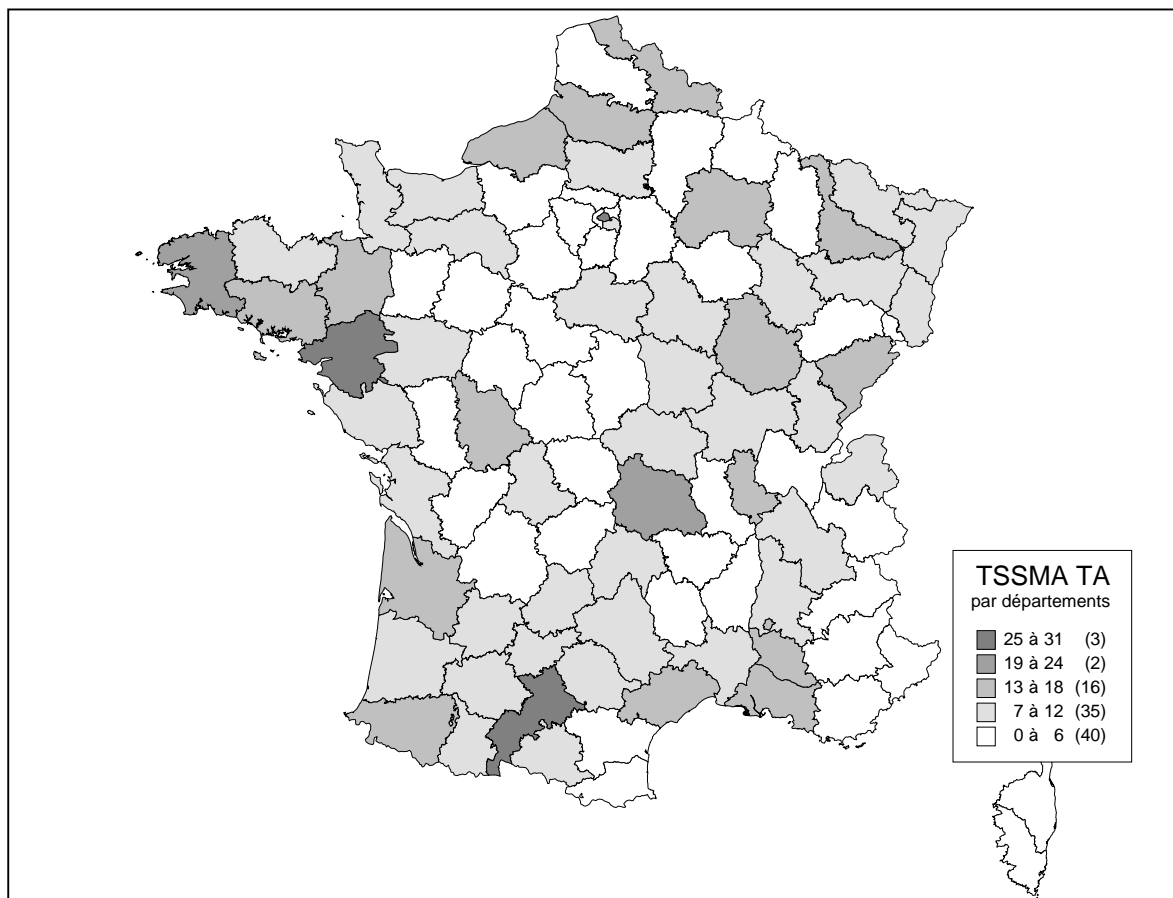 TSSMA TA
par départements
25 à 31 (3)
19 à 24 (2)
13 à 18 (16)
7 à 12 (35)
0 à 6 (40)